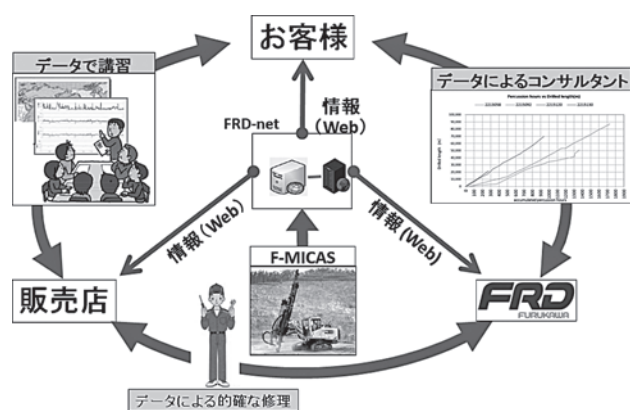 お客様
データで講習
データによるコンサルタント
Percussion hours vs Drilled length(m)
FRD-net
情報
(Web)
情報 (Web)
情報 (Web)
F-MICAS
販売店
FRD
FURUKAWA
データによる的確な修理